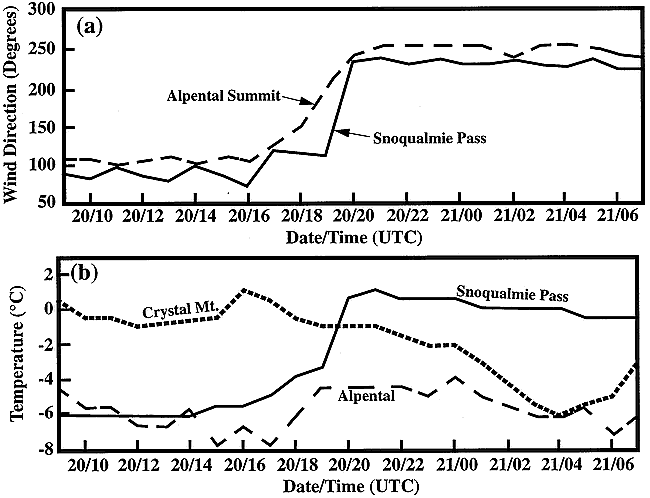 (a)
Wind Direction (Degrees)
300
250
200
150
100
50
Alpental Summit
Snoqualmie Pass
20/10 20/12 20/14 20/16 20/18 20/20 20/22 21/00 21/02 21/04 21/06
Date/Time (UTC)
(b)
Temperature (°C)
2
0
-2
-4
-6
-8
Crystal Mt.
Snoqualmie Pass
Alpental
20/10 20/12 20/14 20/16 20/18 20/20 20/22 21/00 21/02 21/04 21/06
Date/Time (UTC)